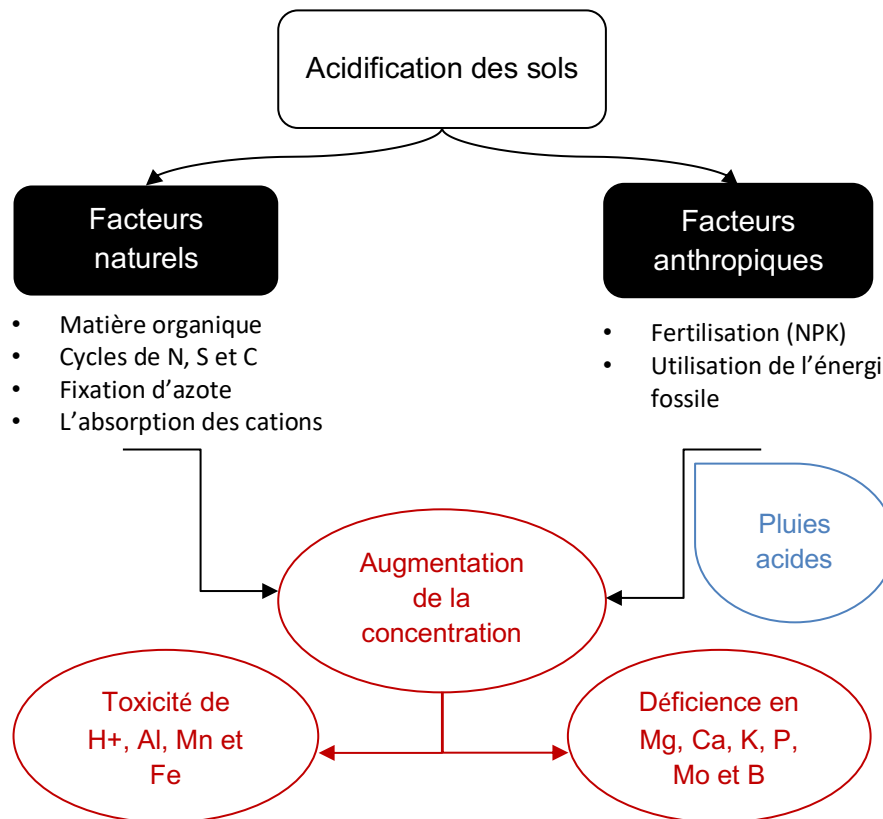 Acidification des sols
Facteurs
naturels
Facteurs
anthropiques
• Matière organique
• Cycles de N, S et C
• Fixation d’azote
• L’absorption des cations
• Fertilisation (NPK)
• Utilisation de l’énergi
fossile
Pluies
acides
Augmentation
de la
concentration
Toxicité de
H+, Al, Mn et
Fe
Déficience en
Mg, Ca, K, P,
Mo et B